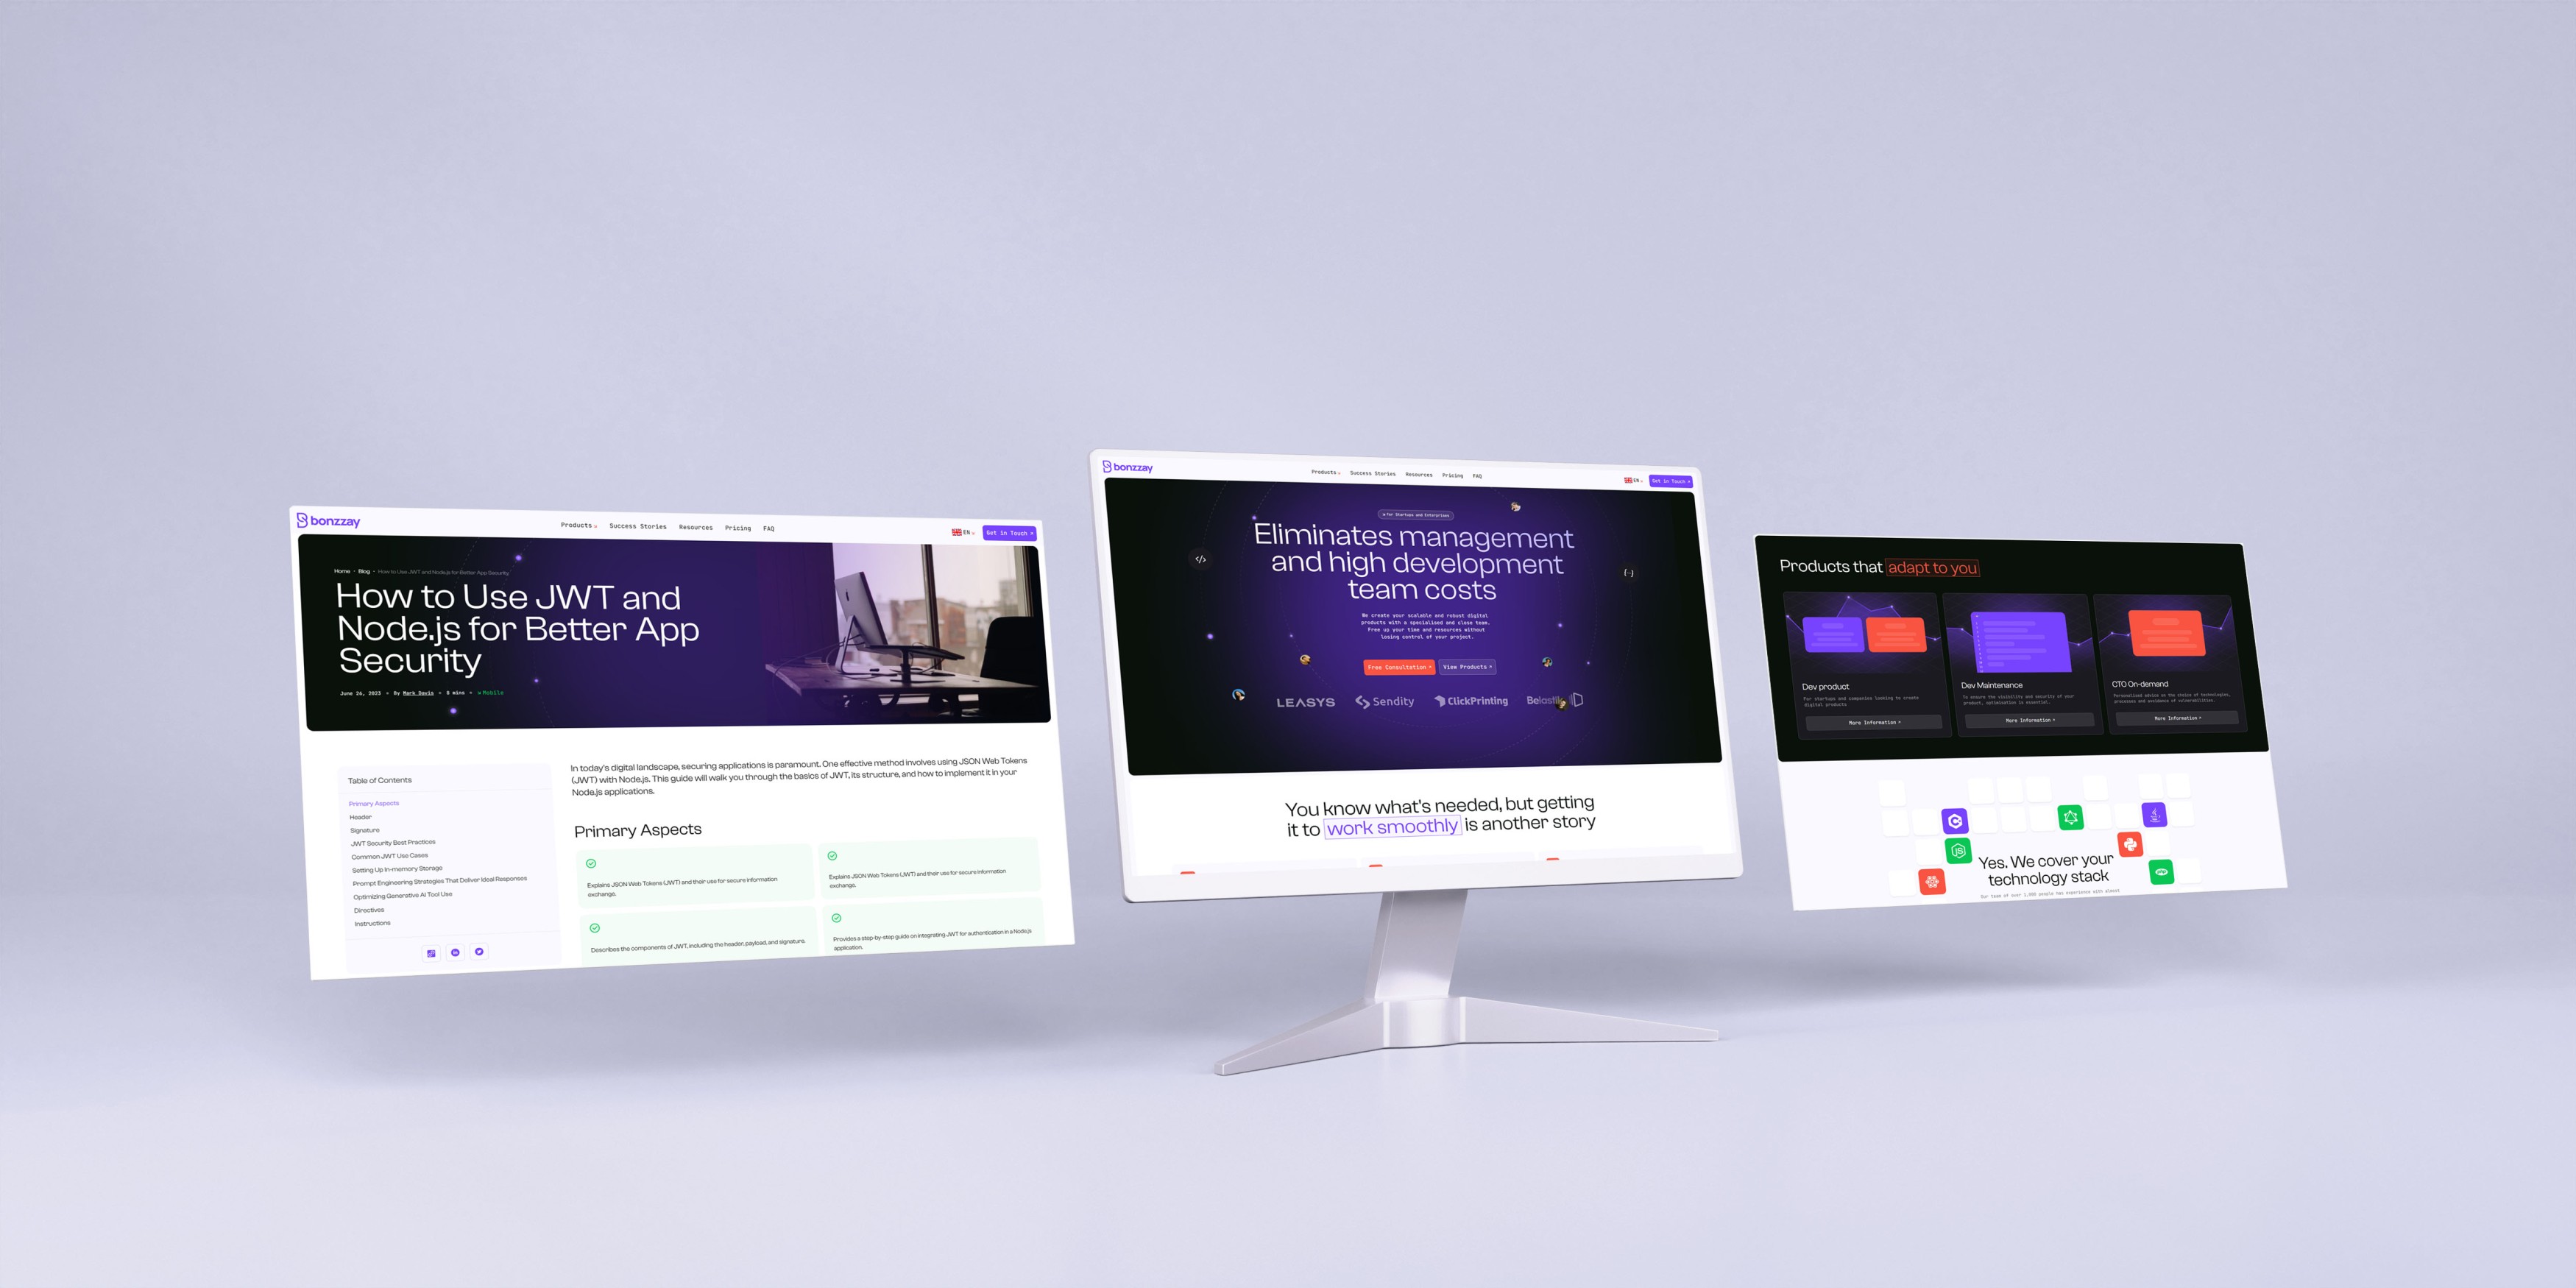 bonzzay
Products Success Stories Resources Pricing FAQ
EN
Get in Touch
Home • Blog • How to Use JWT and Node.js for Better App Security
How to Use JWT and
Node.js for Better App
Security
June 26, 2023 • By Mark Davis • 8 mins • Mobile
Table of Contents
Primary Aspects
Header
Signature
JWT Security Best Practices
Common JWT Use Cases
Setting Up In-memory Storage
Prompt Engineering Strategies That Deliver Ideal Responses
Optimizing Generative AI Tool Use
Directives
Instructions
In today's digital landscape, securing applications is paramount. One effective method involves using JSON Web Tokens
(JWT) with Node.js. This guide will walk you through the basics of JWT, its structure, and how to implement it in your
Node.js applications.
Primary Aspects
Explains JSON Web Tokens (JWT) and their use for secure information
exchange.
Explains JSON Web Tokens (JWT) and their use for secure information
exchange.
Describes the components of JWT, including the header, payload, and signature.
Provides a step-by-step guide on integrating JWT for authentication in a Node.js
application.
bonzzay
Products Success Stories Resources Pricing FAQ
EN
Get in Touch
for Startups and Enterprises
Eliminates management
and high development
team costs
</>
{··}
We create your scalable and robust digital
products with a specialized and close team.
Free up your time and resources without
losing control of your project.
Free Consultation
View Products
LEASYS Sendity ClickPrinting
You know what's needed, but getting
it to work smoothly is another story
Products that adapt to you
Dev product
For startups and companies looking to create
digital products
More Information
Dev Maintenance
To ensure the visibility and security of your
product, optimization is essential.
More Information
CTO On-demand
Personalized advice on the choice of technologies,
processes and avoidance of vulnerabilities.
More Information
JS
php
Yes. We cover your
technology stack
Our team of over 1,000 people has experience with almost